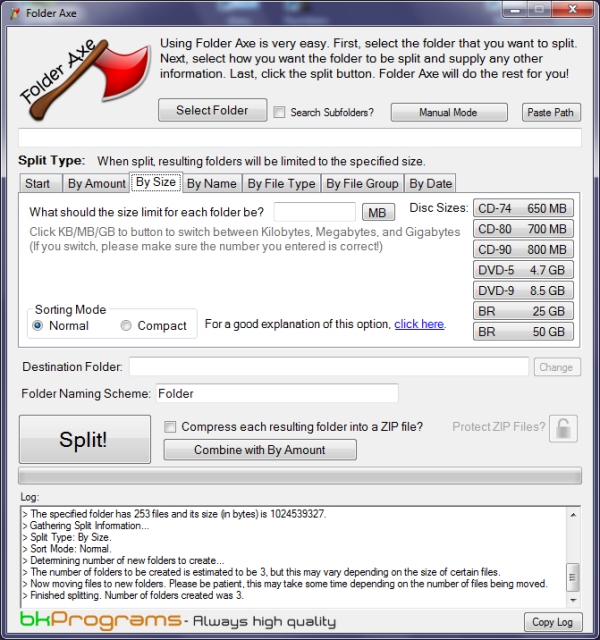 Folder Axe
Folder Axe
Using Folder Axe is very easy. First, select the folder that you want to split.
Next, select how you want the folder to be split and supply any other
information. Last, click the split button. Folder Axe will do the rest for you!
Select Folder Search Subfolders? Manual Mode Paste Path
Split Type: When split, resulting folders will be limited to the specified size.
Start By Amount By Size By Name By File Type By File Group By Date
What should the size limit for each folder be? MB Disc Sizes: CD-74 650 MB
Click KB/MB/GB to button to switch between Kilobytes, Megabytes, and Gigabytes CD-80 700 MB
(If you switch, please make sure the number you entered is correct!) CD-90 800 MB
DVD-5 4.7 GB
DVD-9 8.5 GB
Sorting Mode BR 25 GB
Normal Compact For a good explanation of this option, click here. BR 50 GB
Destination Folder: Change
Folder Naming Scheme: Folder
Split! Compress each resulting folder into a ZIP file? Protect ZIP Files?
Combine with By Amount
Log:
> The specified folder has 253 files and its size (in bytes) is 1024539327.
> Gathering Split Information...
> Split Type: By Size.
> Sort Mode: Normal.
> Determining number of new folders to create...
> The number of folders to be created is estimated to be 3, but this may vary depending on the size of certain files.
> Now moving files to new folders. Please be patient, this may take some time depending on the number of files being moved.
> Finished splitting. Number of folders created was 3.
bkPrograms - Always high quality Copy Log